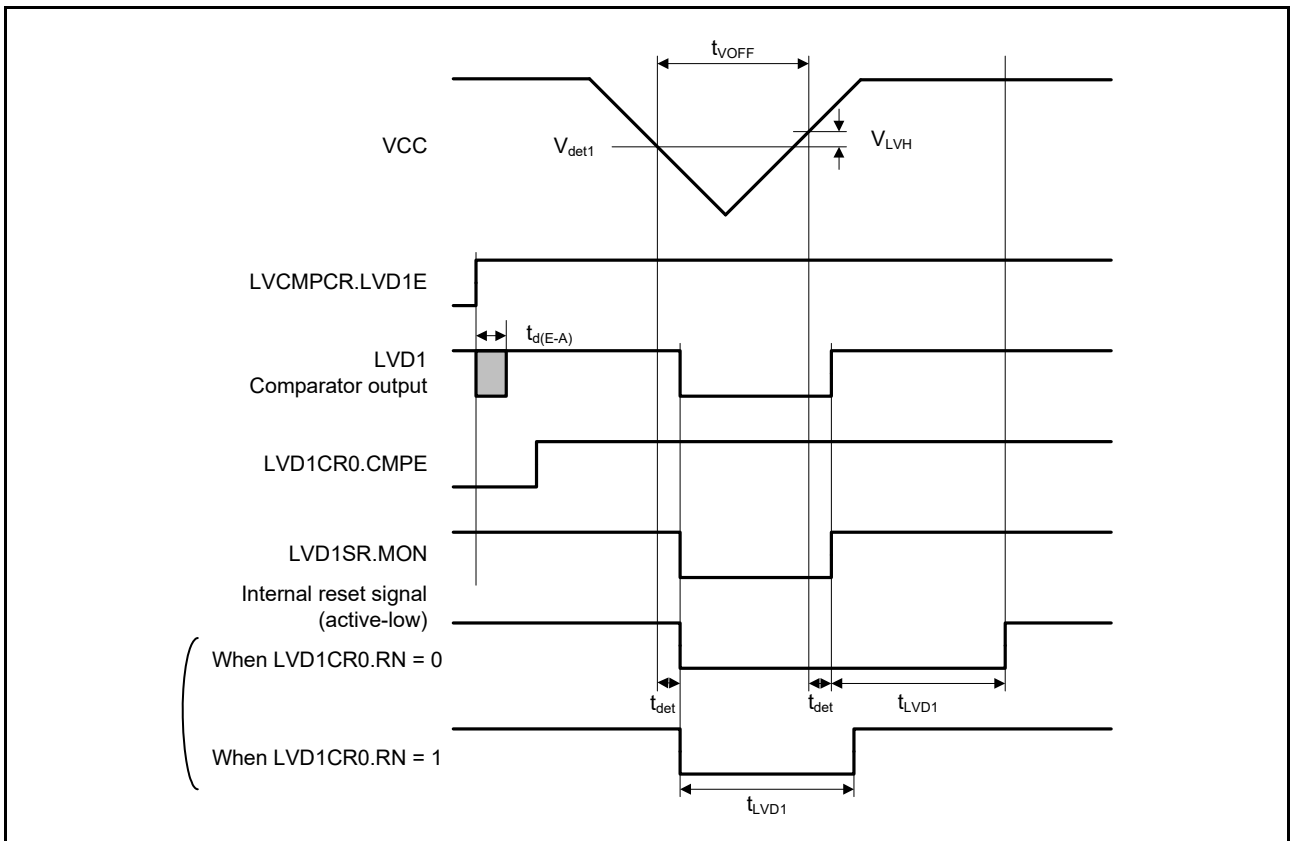 tVOFF
VCC
Vdet1
VLVH
LVCMPCR.LVD1E
td(E-A)
LVD1
Comparator output
LVD1CR0.CMPE
LVD1SR.MON
Internal reset signal
(active-low)
When LVD1CR0.RN = 0
tdet
tdet
tLVD1
When LVD1CR0.RN = 1
tLVD1